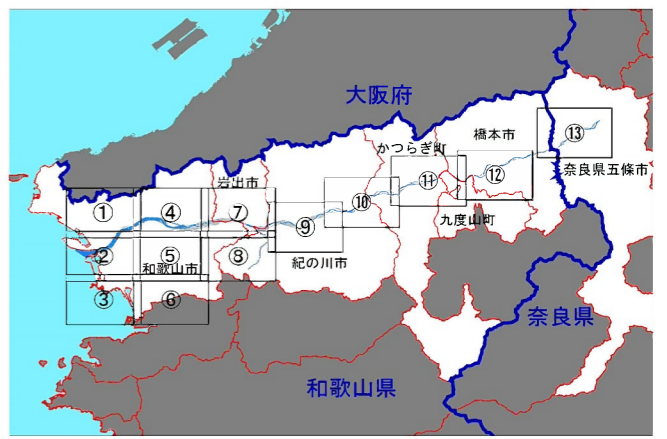 大阪府
橋本市
⑬
かつらぎ町
奈良県五條市
岩出市
⑪
⑫
①
④
⑦
⑩
九度山町
⑨
②
⑤
⑧
和歌山市
紀の川市
③
⑥
奈良県
和歌山県